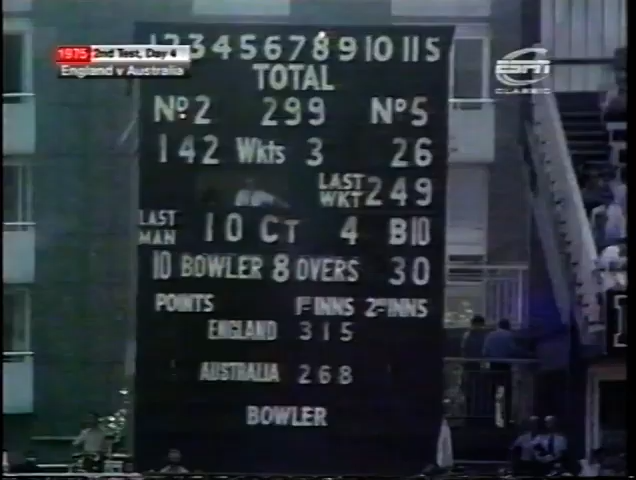 1975 2nd Test, Day 4
England v Australia
ESPN
CLASSIC
1 2 3 4 5 6 7 8 9 10 11 5
TOTAL
Nº 2 299 Nº 5
142 Wkts 3 26
LAST WKT 249
LAST MAN 10 CT 4 B10
10 BOWLER 8 OVERS 30
POINTS 1ST INNS 2ND INNS
ENGLAND 315
AUSTRALIA 268
BOWLER